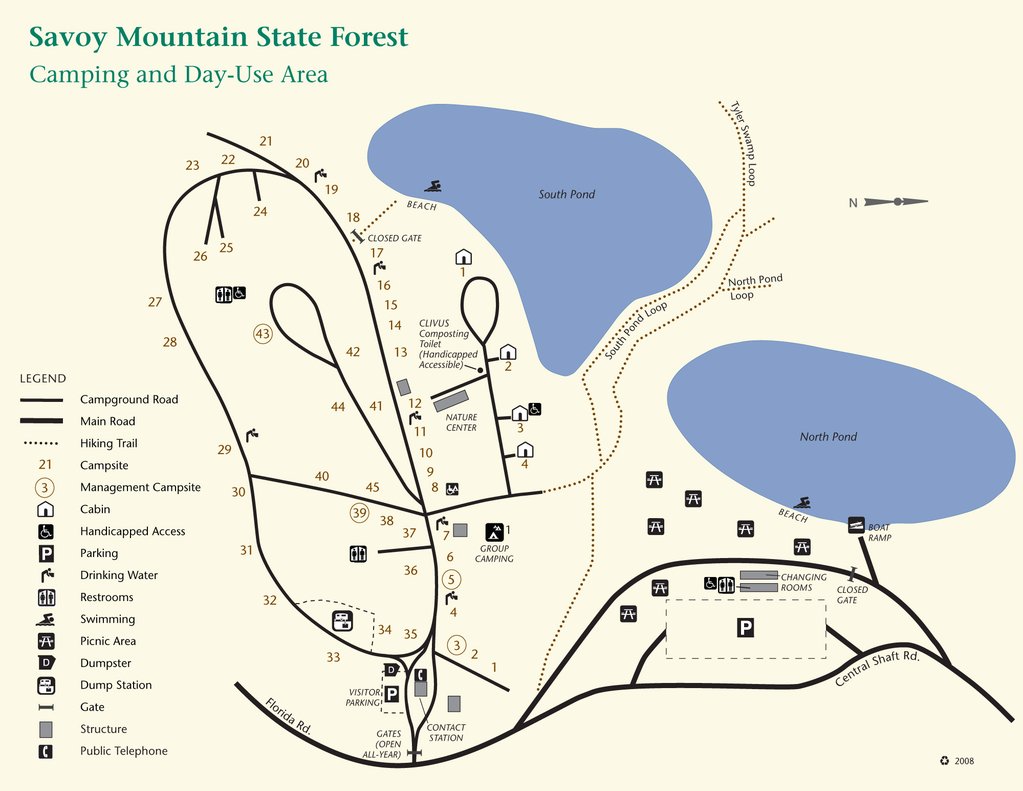 Savoy Mountain State Forest
Camping and Day-Use Area
Tyler Swamp Loop
21
20
22
23
19
24
18
BEACH
South Pond
N
CLOSED GATE
17
25
26
1
16
27
15
North Pond
Loop
14
CLIVUS
Composting
Toilet
(Handicapped
Accessible)
South Pond Loop
43
28
42
13
2
LEGEND
Campground Road
Main Road
Hiking Trail
21
Campsite
3
Management Campsite
Cabin
Handicapped Access
P
Parking
Drinking Water
Restrooms
Swimming
Picnic Area
D
Dumpster
Dump Station
Gate
Structure
Public Telephone
44
41
12
NATURE
CENTER
3
11
North Pond
29
10
4
9
40
45
8
30
39
38
37
7
1
GROUP
CAMPING
BEACH
BOAT
RAMP
31
6
36
5
CHANGING
ROOMS
CLOSED
GATE
32
4
P
34
35
33
3
2
1
Central Shaft Rd.
D
VISITOR
PARKING
P
Florida Rd.
GATES
(OPEN
ALL-YEAR)
CONTACT
STATION
2008